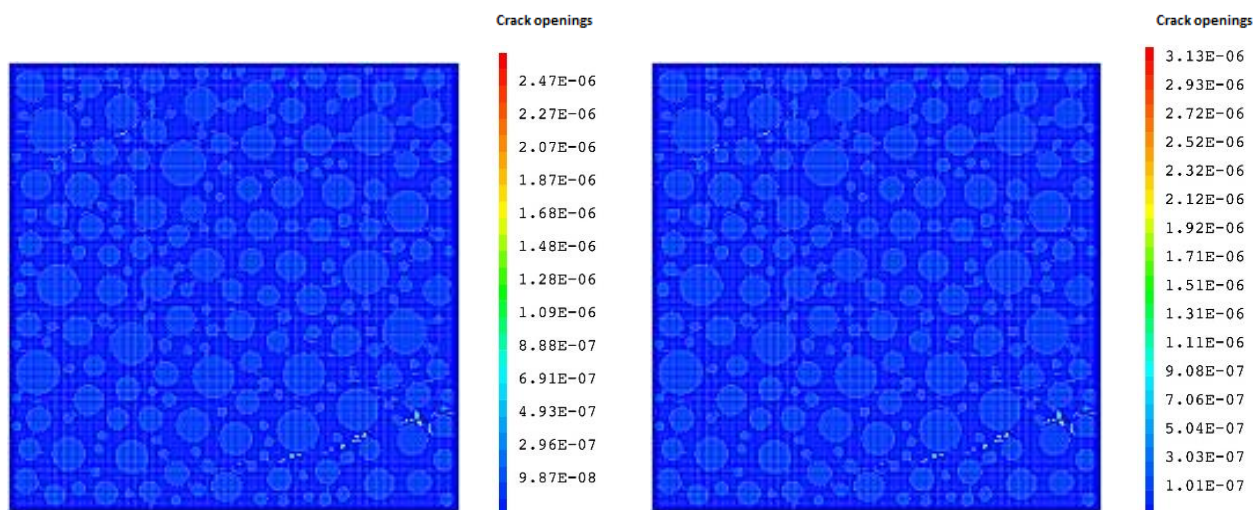 Crack openings
2.47E-06
2.27E-06
2.07E-06
1.87E-06
1.68E-06
1.48E-06
1.28E-06
1.09E-06
8.88E-07
6.91E-07
4.93E-07
2.96E-07
9.87E-08
Crack openings
3.13E-06
2.93E-06
2.72E-06
2.52E-06
2.32E-06
2.12E-06
1.92E-06
1.71E-06
1.51E-06
1.31E-06
1.11E-06
9.08E-07
7.06E-07
5.04E-07
3.03E-07
1.01E-07